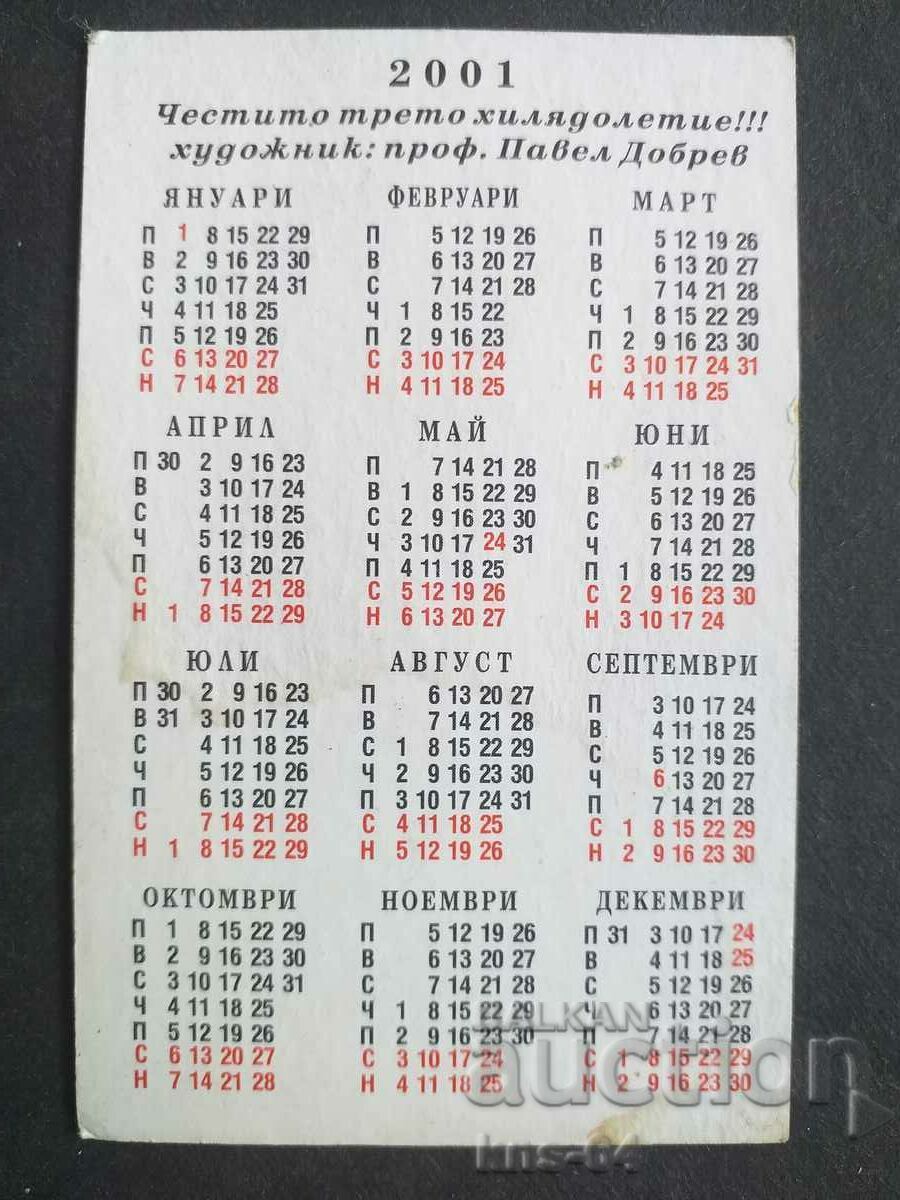 2001
Честито трето хилядолетие!!!
художник: проф. Павел Добрев
ЯНУАРИ ФЕВРУАРИ МАРТ
П 1 8 15 22 29 П 5 12 19 26 П 5 12 19 26
В 2 9 16 23 30 В 6 13 20 27 В 6 13 20 27
С 3 10 17 24 31 С 7 14 21 28 С 7 14 21 28
Ч 4 11 18 25 Ч 1 8 15 22 Ч 1 8 15 22 29
П 5 12 19 26 П 2 9 16 23 П 2 9 16 23 30
С 6 13 20 27 С 3 10 17 24 С 3 10 17 24 31
Н 7 14 21 28 Н 4 11 18 25 Н 4 11 18 25
АПРИЛ МАЙ ЮНИ
П 30 2 9 16 23 П 7 14 21 28 П 4 11 18 25
В 3 10 17 24 В 1 8 15 22 29 В 5 12 19 26
С 4 11 18 25 С 2 9 16 23 30 С 6 13 20 27
Ч 5 12 19 26 Ч 3 10 17 24 31 Ч 7 14 21 28
П 6 13 20 27 П 4 11 18 25 П 1 8 15 22 29
С 7 14 21 28 С 5 12 19 26 С 2 9 16 23 30
Н 1 8 15 22 29 Н 6 13 20 27 Н 3 10 17 24
ЮЛИ АВГУСТ СЕПТЕМВРИ
П 30 2 9 16 23 П 6 13 20 27 П 3 10 17 24
В 31 3 10 17 24 В 7 14 21 28 В 4 11 18 25
С 4 11 18 25 С 1 8 15 22 29 С 5 12 19 26
Ч 5 12 19 26 Ч 2 9 16 23 30 Ч 6 13 20 27
П 6 13 20 27 П 3 10 17 24 31 П 7 14 21 28
С 7 14 21 28 С 4 11 18 25 С 1 8 15 22 29
Н 1 8 15 22 29 Н 5 12 19 26 Н 2 9 16 23 30
ОКТОМВРИ НОЕМВРИ ДЕКЕМВРИ
П 1 8 15 22 29 П 5 12 19 26 П 31 3 10 17 24
В 2 9 16 23 30 В 6 13 20 27 В 4 11 18 25
С 3 10 17 24 31 С 7 14 21 28 С 5 12 19 26
Ч 4 11 18 25 Ч 1 8 15 22 29 Ч 6 13 20 27
П 5 12 19 26 П 2 9 16 23 30 П 7 14 21 28
С 6 13 20 27 С 3 10 17 24 С 1 8 15 22 29
Н 7 14 21 28 Н 4 11 18 25 Н 2 9 16 23 30
BALKAN
auction
kns-64